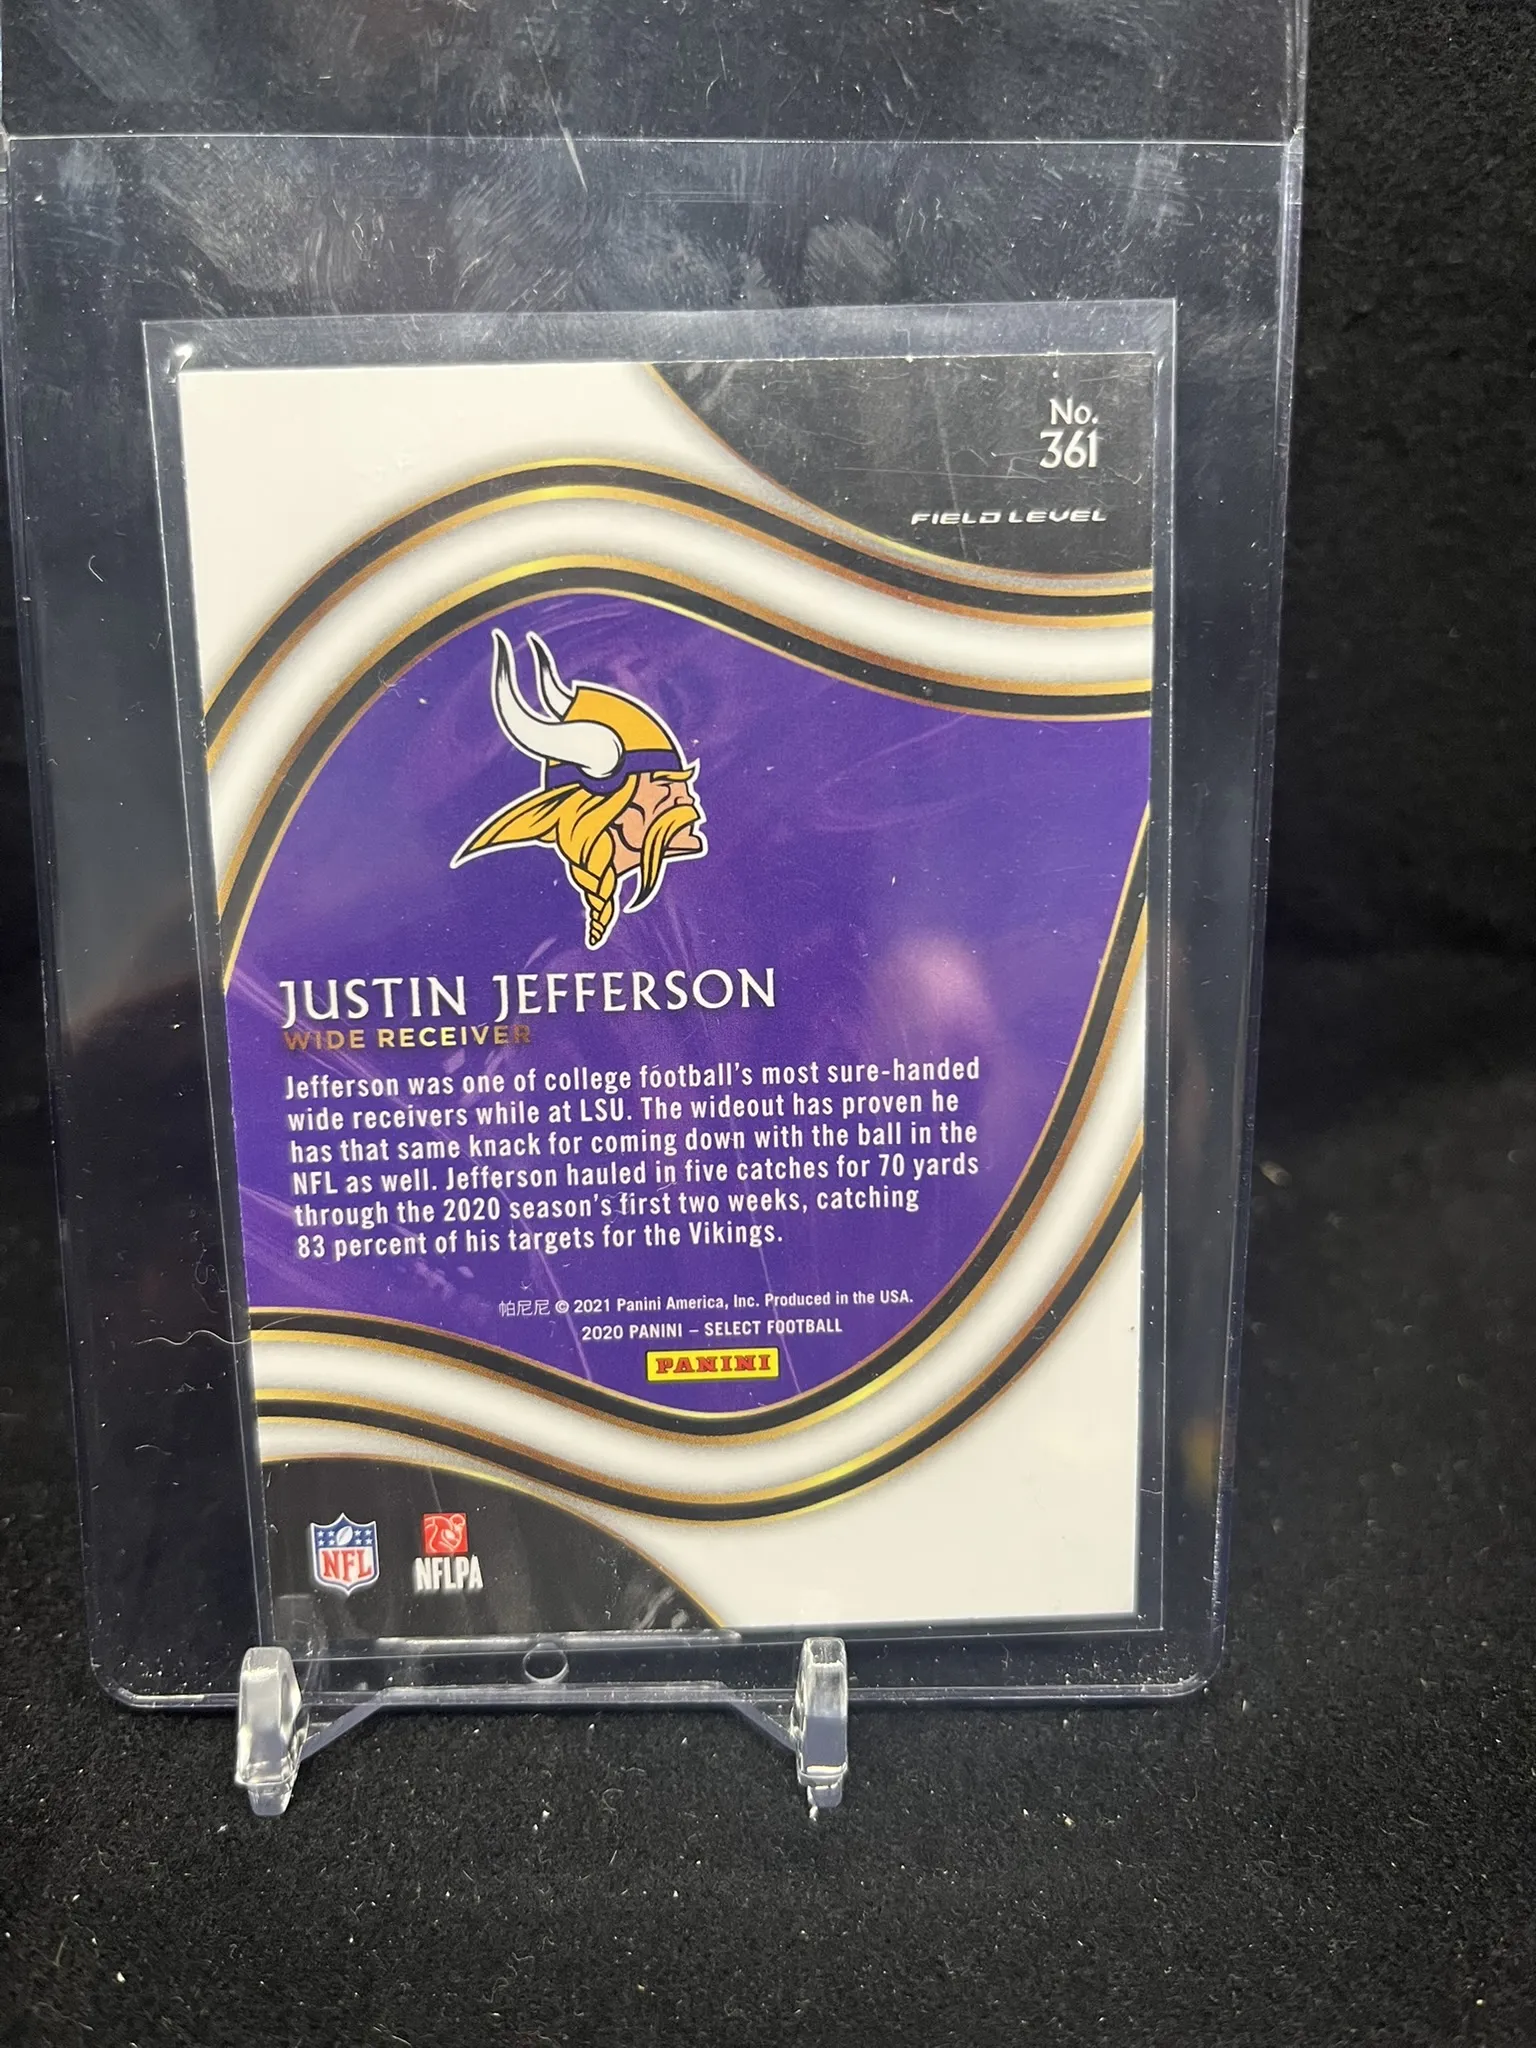 No.
361
FIELD LEVEL
JUSTIN JEFFERSON
WIDE RECEIVER
Jefferson was one of college football's most sure-handed
wide receivers while at LSU. The wideout has proven he
has that same knack for coming down with the ball in the
NFL as well. Jefferson hauled in five catches for 70 yards
through the 2020 season's first two weeks, catching
83 percent of his targets for the Vikings.
帕尼尼 © 2021 Panini America, Inc. Produced in the USA.
2020 PANINI – SELECT FOOTBALL
PANINI
NFL
NFLPA